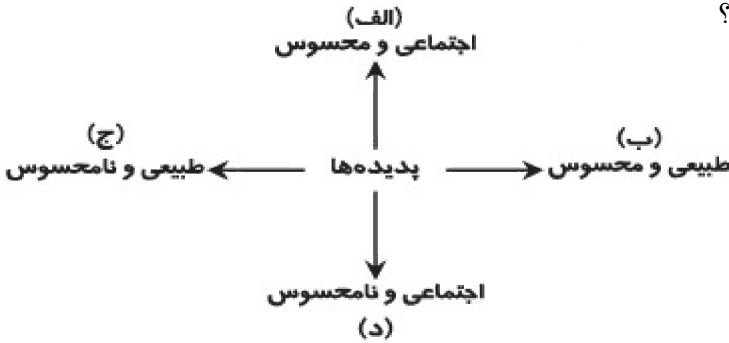 ؟
(الف)
اجتماعی و محسوس
(ب)
طبیعی و محسوس
پدیده‌ها
(ج)
طبیعی و نامحسوس
اجتماعی و نامحسوس
(د)